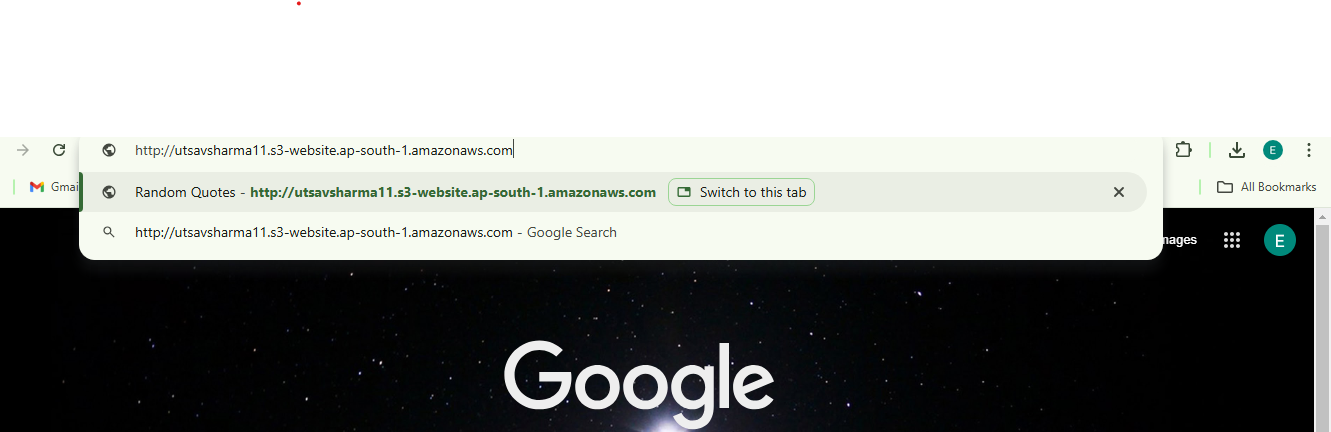 http://utsavsharma11.s3-website.ap-south-1.amazonaws.com
E
Gmai
Random Quotes - http://utsavsharma11.s3-website.ap-south-1.amazonaws.com Switch to this tab
All Bookmarks
http://utsavsharma11.s3-website.ap-south-1.amazonaws.com - Google Search
mages
E
Google